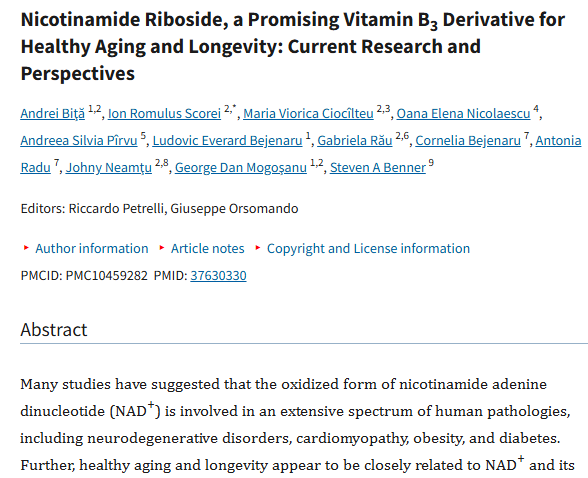 Nicotinamide Riboside, a Promising Vitamin B3 Derivative for
Healthy Aging and Longevity: Current Research and
Perspectives
Andrei Biță 1,2, Ion Romulus Scorei 2,*, Maria Viorica Ciocîlteu 2,3, Oana Elena Nicolaescu 4,
Andreea Silvia Pîrvu 5, Ludovic Everard Bejenaru 1, Gabriela Rău 2,6, Cornelia Bejenaru 7, Antonia
Radu 7, Johny Neamțu 2,8, George Dan Mogoşanu 1,2, Steven A Benner 9
Editors: Riccardo Petrelli, Giuseppe Orsomando
▸ Author information ▸ Article notes ▸ Copyright and License information
PMCID: PMC10459282 PMID: 37630330
Abstract
Many studies have suggested that the oxidized form of nicotinamide adenine
dinucleotide (NAD+) is involved in an extensive spectrum of human pathologies,
including neurodegenerative disorders, cardiomyopathy, obesity, and diabetes.
Further, healthy aging and longevity appear to be closely related to NAD+ and its